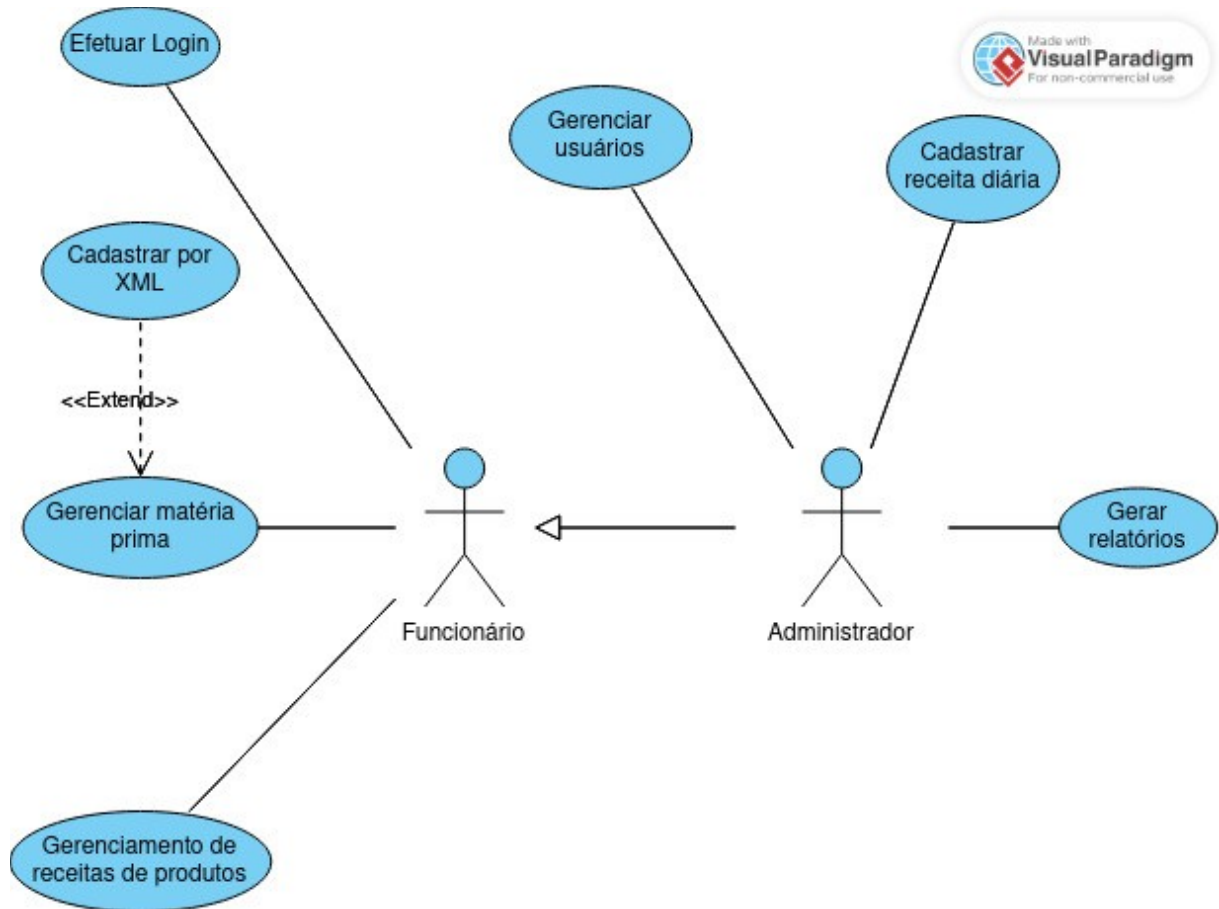 Efetuar Login
Made with
Visual Paradigm
For non-commercial use
Gerenciar
usuários
Cadastrar
receita diária
Cadastrar por
XML
<<Extend>>
Gerenciar matéria
prima
Gerar
relatórios
Funcionário
Administrador
Gerenciamento de
receitas de produtos